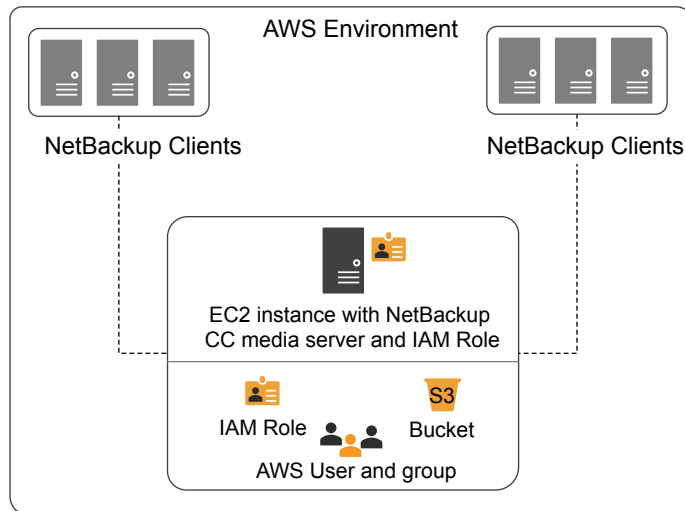 AWS Environment
NetBackup Clients
NetBackup Clients
EC2 instance with NetBackup
CC media server and IAM Role
IAM Role
S3
Bucket
AWS User and group